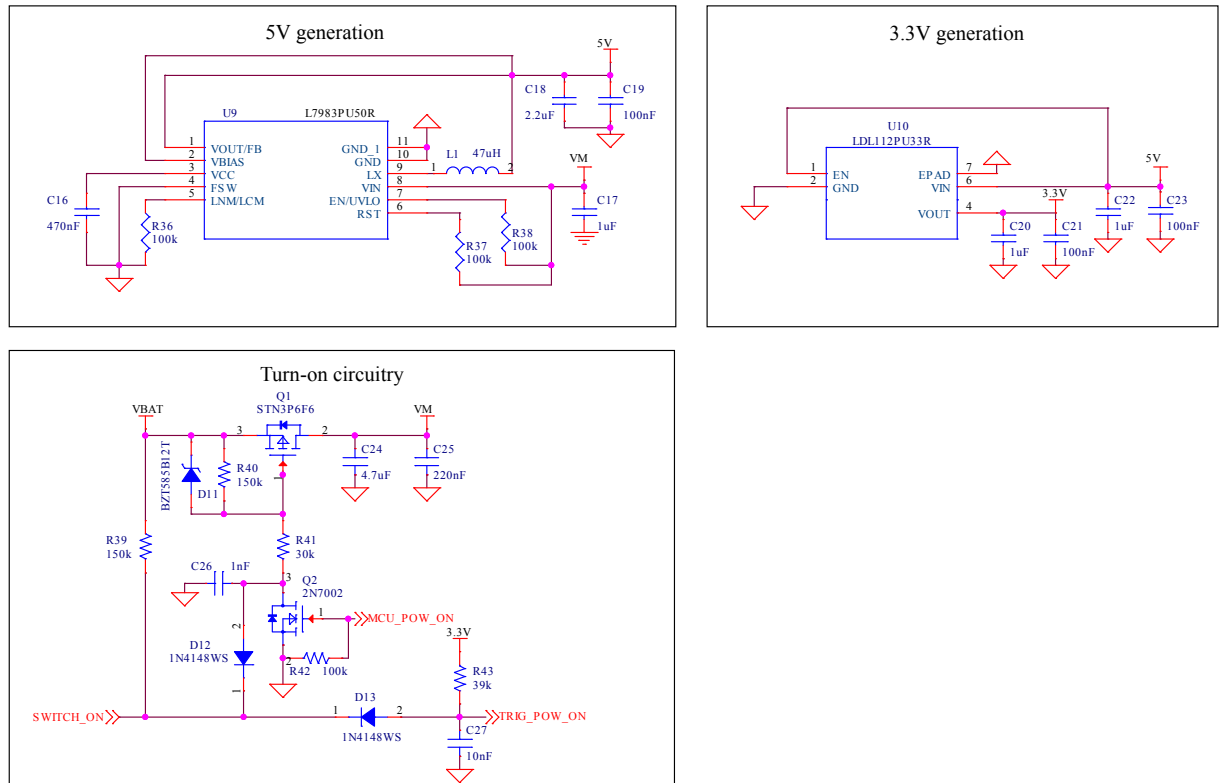 5V generation
5V
C18
2.2uF
C19
100nF
U9
L7983PU50R
1
VOUT/FB
2
VBIAS
3
VCC
4
FSW
5
LNM/LCM
GND_1
11
GND
10
LX
9
VIN
8
EN/UVLO
7
RST
6
L1
47uH
1
2
VM
C17
1uF
C16
470nF
R36
100k
R37
100k
R38
100k
3.3V generation
U10
LDL112PU33R
1
EN
2
GND
EPAD
7
VIN
6
VOUT
4
5V
3.3V
C20
1uF
C21
100nF
C22
1uF
C23
100nF
Turn-on circuitry
Q1
STN3P6F6
VBAT
VM
3
2
1
BZT585B12T
D11
R40
150k
C24
4.7uF
C25
220nF
R39
150k
R41
30k
C26
1nF
3
Q2
2N7002
1
MCU_POW_ON
2
R42
100k
2
D12
1N4148WS
1
3.3V
R43
39k
SWITCH_ON
D13
1
2
1N4148WS
TRIG_POW_ON
C27
10nF